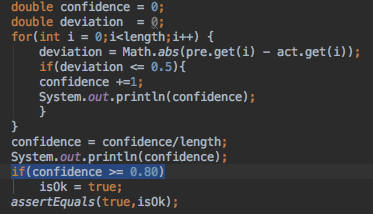 double confidence = 0;
double deviation  = 0;
for(int i = 0;i<length;i++) {
    deviation = Math.abs(pre.get(i) - act.get(i));
    if(deviation <= 0.5){
    confidence +=1;
    System.out.println(confidence);
    }
}
confidence = confidence/length;
System.out.println(confidence);
if(confidence >= 0.80)
    isOk = true;
assertEquals(true,isOk);